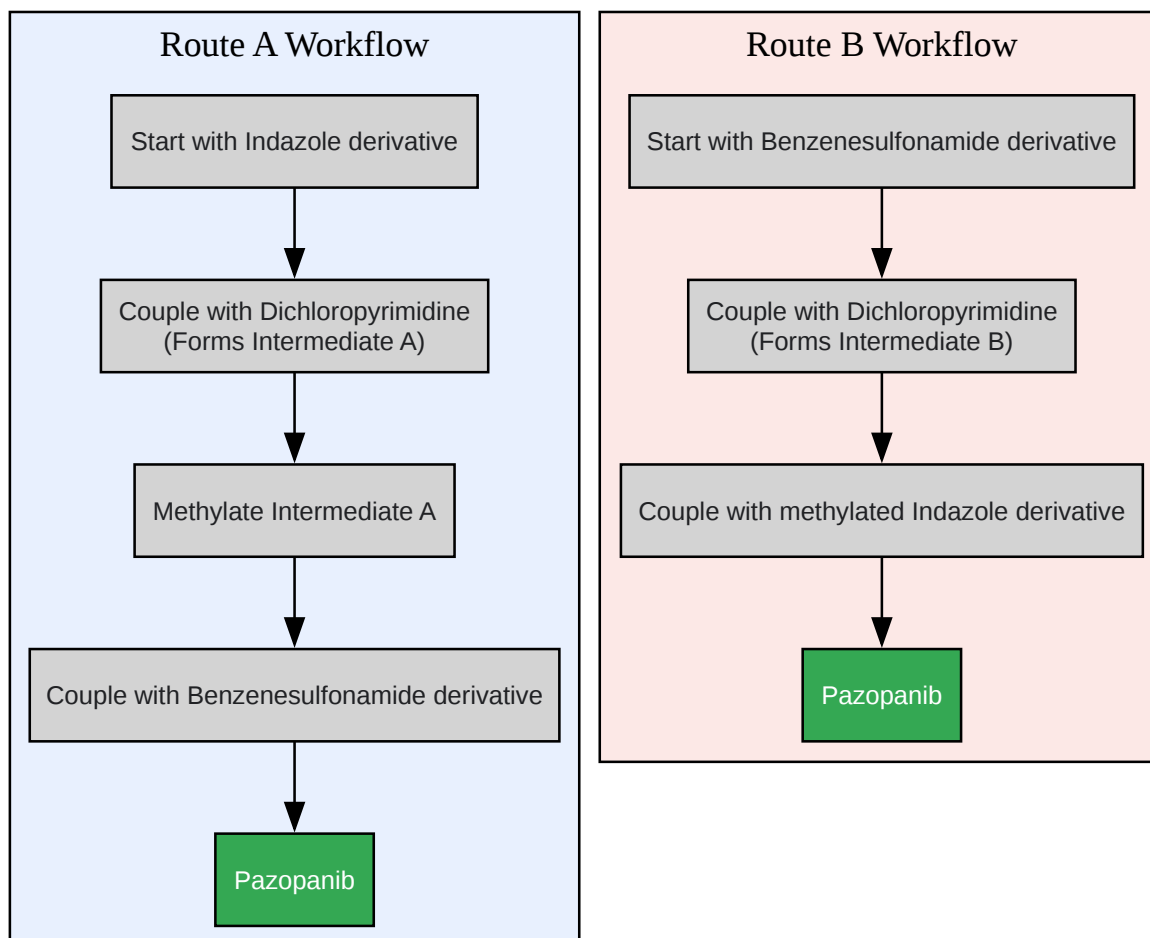 Route A Workflow
Start with Indazole derivative
Couple with Dichloropyrimidine
(Forms Intermediate A)
Methylate Intermediate A
Couple with Benzenesulfonamide derivative
Pazopanib
Route B Workflow
Start with Benzenesulfonamide derivative
Couple with Dichloropyrimidine
(Forms Intermediate B)
Couple with methylated Indazole derivative
Pazopanib